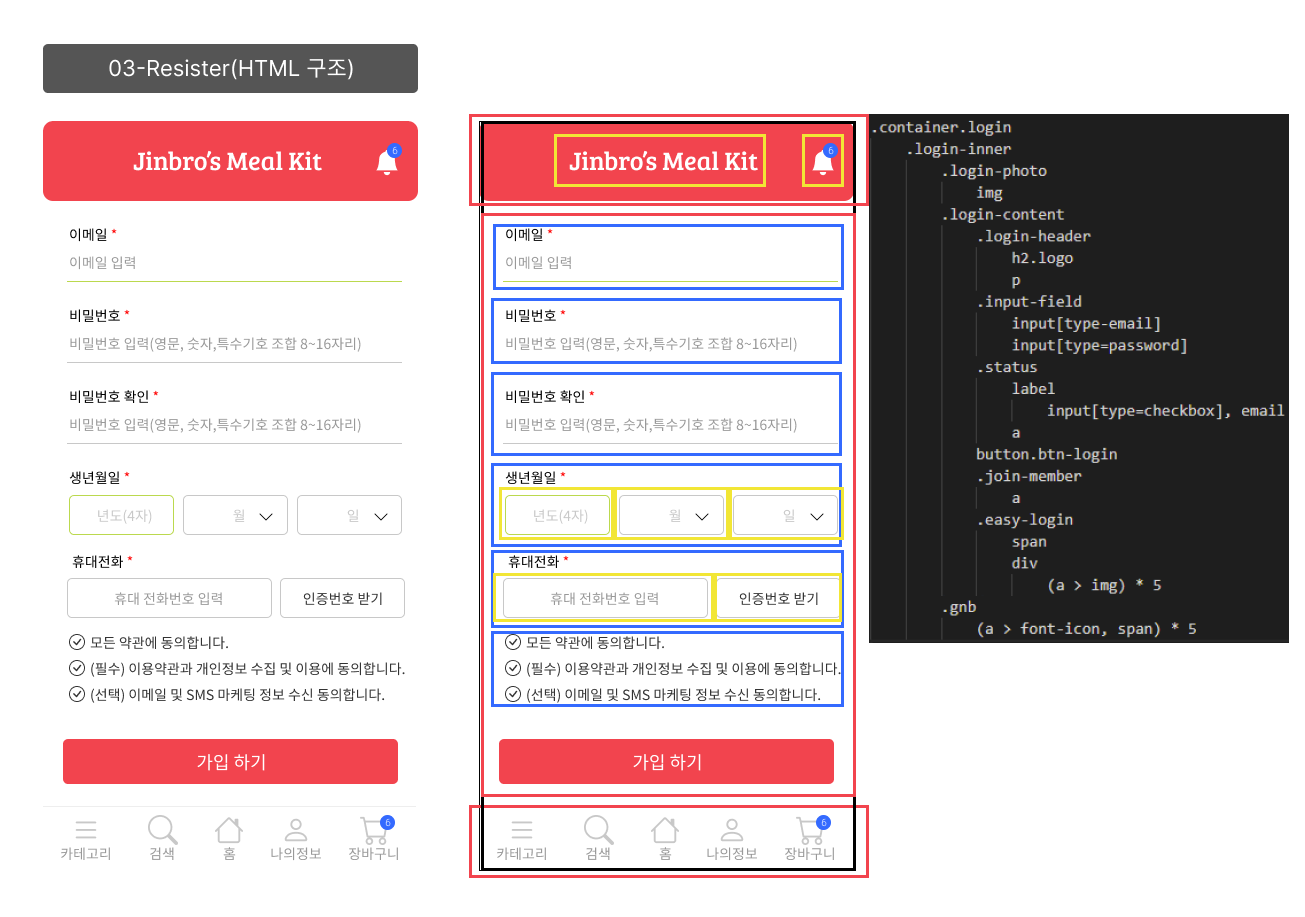 03-Resister(HTML 구조)
Jinbro's Meal Kit
6
이메일 *
이메일 입력
비밀번호 *
비밀번호 입력(영문, 숫자,특수기호 조합 8~16자리)
비밀번호 확인 *
비밀번호 입력(영문, 숫자,특수기호 조합 8~16자리)
생년월일 *
년도(4자) 월 일
휴대전화 *
휴대 전화번호 입력 인증번호 받기
모든 약관에 동의합니다.
(필수) 이용약관과 개인정보 수집 및 이용에 동의합니다.
(선택) 이메일 및 SMS 마케팅 정보 수신 동의합니다.
가입 하기
6
카테고리 검색 홈 나의정보 장바구니
Jinbro's Meal Kit
6
이메일 *
이메일 입력
비밀번호 *
비밀번호 입력(영문, 숫자,특수기호 조합 8~16자리)
비밀번호 확인 *
비밀번호 입력(영문, 숫자,특수기호 조합 8~16자리)
생년월일 *
년도(4자) 월 일
휴대전화 *
휴대 전화번호 입력 인증번호 받기
모든 약관에 동의합니다.
(필수) 이용약관과 개인정보 수집 및 이용에 동의합니다.
(선택) 이메일 및 SMS 마케팅 정보 수신 동의합니다.
가입 하기
6
카테고리 검색 홈 나의정보 장바구니
.container.login
.login-inner
.login-photo
img
.login-content
.login-header
h2.logo
p
.input-field
input[type-email]
input[type=password]
.status
label
input[type=checkbox], email
a
button.btn-login
.join-member
a
.easy-login
span
div
(a > img) * 5
.gnb
(a > font-icon, span) * 5